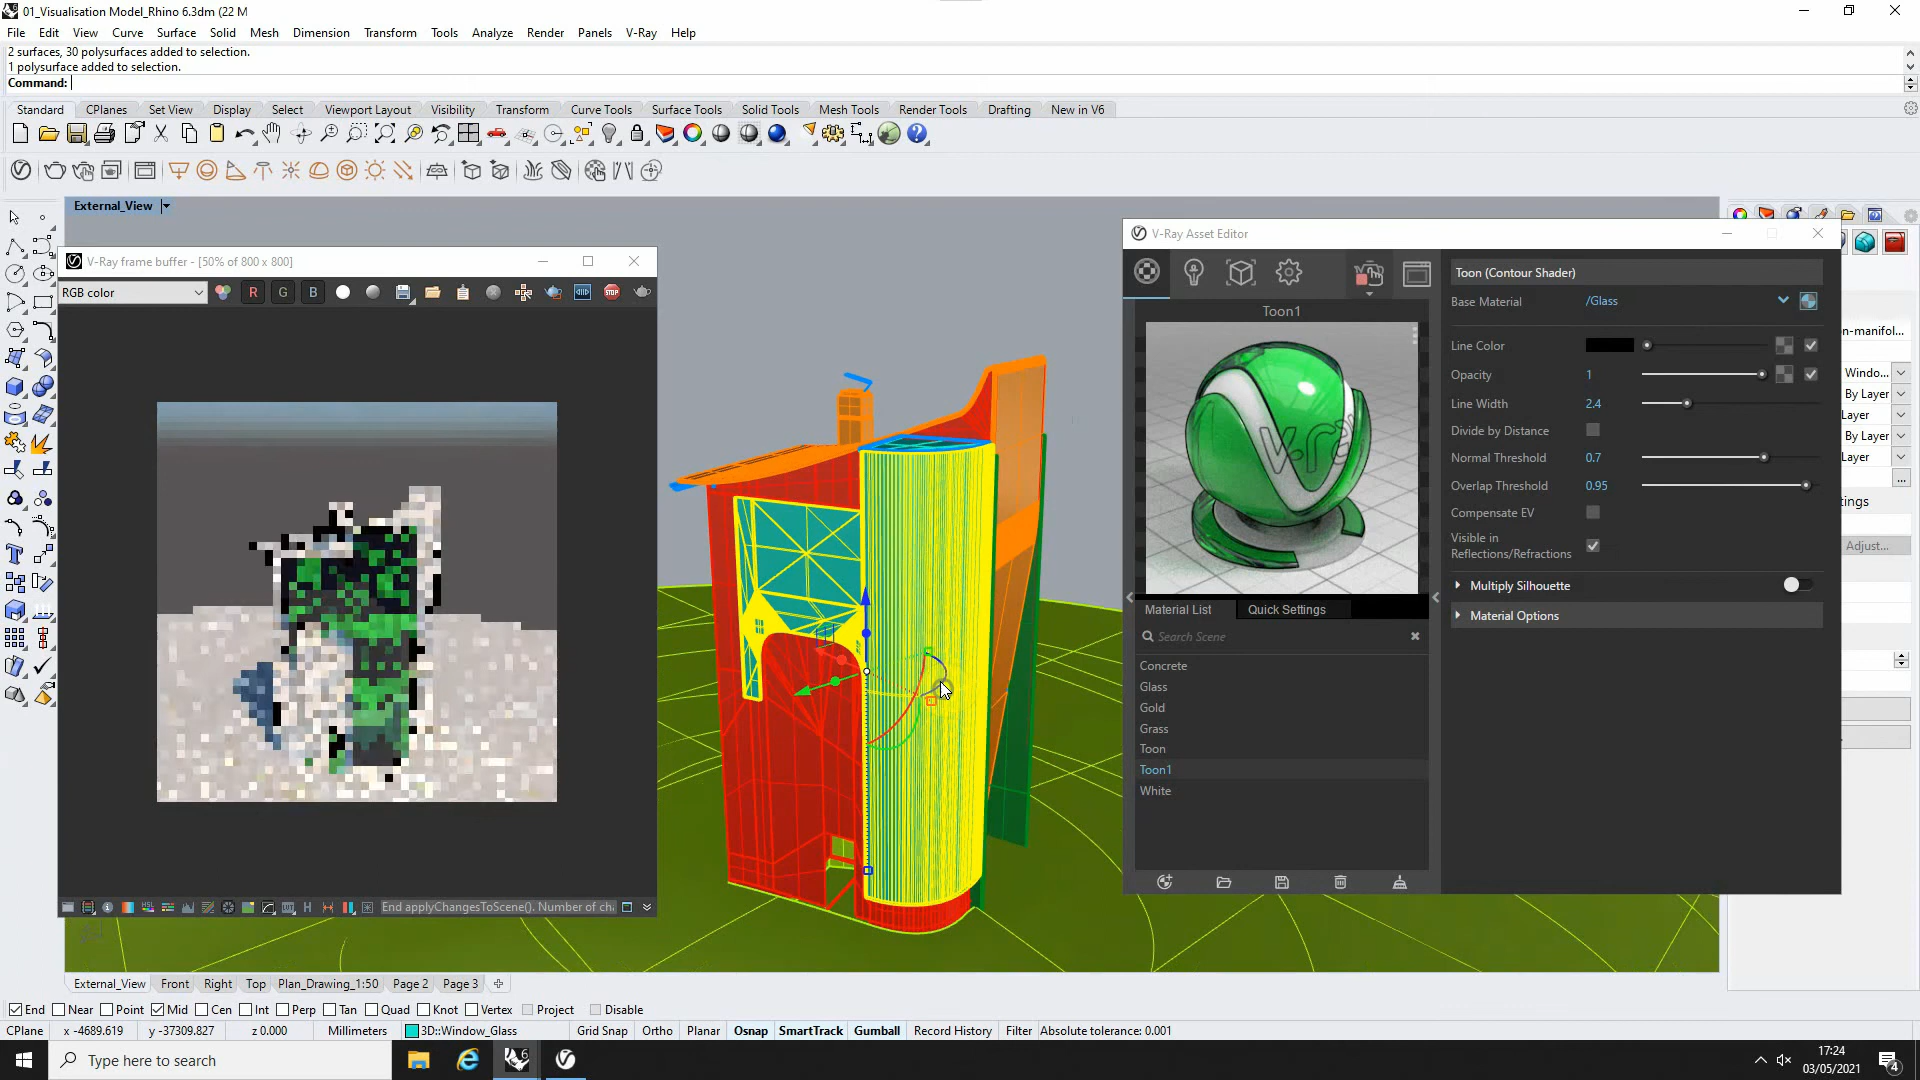 01_Visualisation Model_Rhino 6.3dm (22 M
File Edit View Curve Surface Solid Mesh Dimension Transform Tools Analyze Render Panels V-Ray Help
2 surfaces, 30 polysurfaces added to selection.
1 polysurface added to selection.
Command:
Standard CPlanes Set View Display Select Viewport Layout Visibility Transform Curve Tools Surface Tools Solid Tools Mesh Tools Render Tools Drafting New in V6
External_View
V-Ray frame buffer - [50% of 800 x 800]
RGB color R G B STOP
End applyChangesToScene(). Number of cha
V-Ray Asset Editor
Toon1
Toon (Contour Shader)
Base Material /Glass
Line Color
Opacity 1
Line Width 2.4
Divide by Distance
Normal Threshold 0.7
Overlap Threshold 0.95
Compensate EV
Visible in
Reflections/Refractions
Multiply Silhouette
Material Options
Material List Quick Settings
Search Scene
Concrete
Glass
Gold
Grass
Toon
Toon1
White
on-manifol...
Windo...
By Layer
Layer
By Layer
Layer
...
tings
Adjust...
External_View Front Right Top Plan_Drawing_1:50 Page 2 Page 3
End Near Point Mid Cen Int Perp Tan Quad Knot Vertex Project Disable
CPlane x -4689.619 y -37309.827 z 0.000 Millimeters 3D::Window_Glass Grid Snap Ortho Planar Osnap SmartTrack Gumball Record History Filter Absolute tolerance: 0.001
Type here to search
17:24
03/05/2021
4